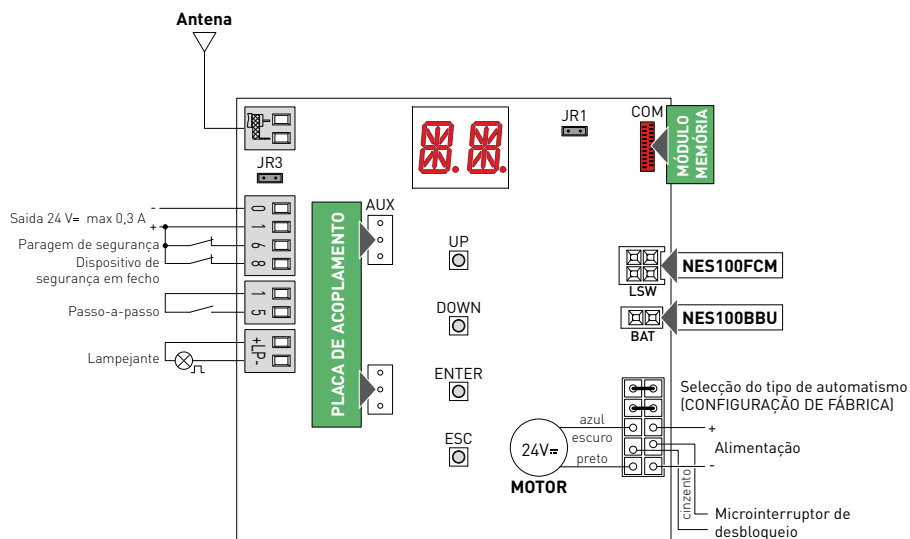 Antena
JR1
COM
MÓDULO
MEMÓRIA
JR3
AUX
-
Saida 24 V= max 0,3 A
+
Paragem de segurança
Dispositivo de
segurança em fecho
0
1
6
8
Passo-a-passo
1
5
Lampejante
+LP-
PLACA DE ACOPLAMENTO
UP
DOWN
ENTER
ESC
NES100FCM
LSW
NES100BBU
BAT
Selecção do tipo de automatismo
(CONFIGURAÇÃO DE FÁBRICA)
azul
escuro
24V=
preto
MOTOR
+
Alimentação
-
cinzento
Microinterruptor de
desbloqueio